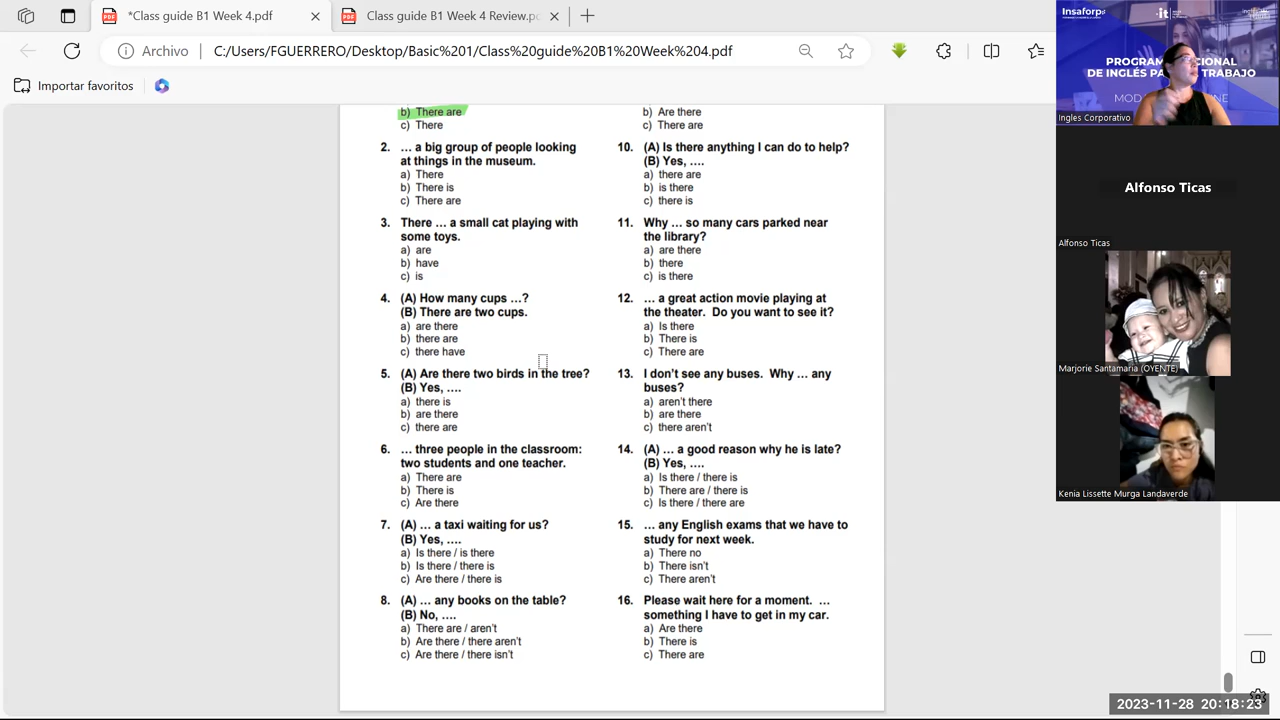 *Class guide B1 Week 4.pdf
Class guide B1 Week 4 Review.p
Archivo
C:/Users/FGUERRERO/Desktop/Basic%201/Class%20guide%20B1%20Week%204.pdf
Importar favoritos
b) There are
c) There
2. ... a big group of people looking
at things in the museum.
a) There
b) There is
c) There are
3. There ... a small cat playing with
some toys.
a) are
b) have
c) is
4. (A) How many cups ...?
(B) There are two cups.
a) are there
b) there are
c) there have
5. (A) Are there two birds in the tree?
(B) Yes, ....
a) there is
b) are there
c) there are
6. ... three people in the classroom:
two students and one teacher.
a) There are
b) There is
c) Are there
7. (A) ... a taxi waiting for us?
(B) Yes, ....
a) Is there / is there
b) Is there / there is
c) Are there / there is
8. (A) ... any books on the table?
(B) No, ....
a) There are / aren't
b) Are there / there aren't
c) Are there / there isn't
b) Are there
c) There are
10. (A) Is there anything I can do to help?
(B) Yes, ....
a) there are
b) is there
c) there is
11. Why ... so many cars parked near
the library?
a) are there
b) there
c) is there
12. ... a great action movie playing at
the theater. Do you want to see it?
a) Is there
b) There is
c) There are
13. I don't see any buses. Why ... any
buses?
a) aren't there
b) are there
c) there aren't
14. (A) ... a good reason why he is late?
(B) Yes, ....
a) Is there / there is
b) There are / there is
c) Is there / there are
15. ... any English exams that we have to
study for next week.
a) There no
b) There isn't
c) There aren't
16. Please wait here for a moment. ...
something I have to get in my car.
a) Are there
b) There is
c) There are
Insaforp
it
PROGRAM CIONAL
DE INGLÉS PA TRABAJO
MOD NE
Ingles Corporativo
Alfonso Ticas
Alfonso Ticas
Marjorie Santamaria (OYENTE)
Kenia Lissette Murga Landaverde
2023-11-28 20:18:23